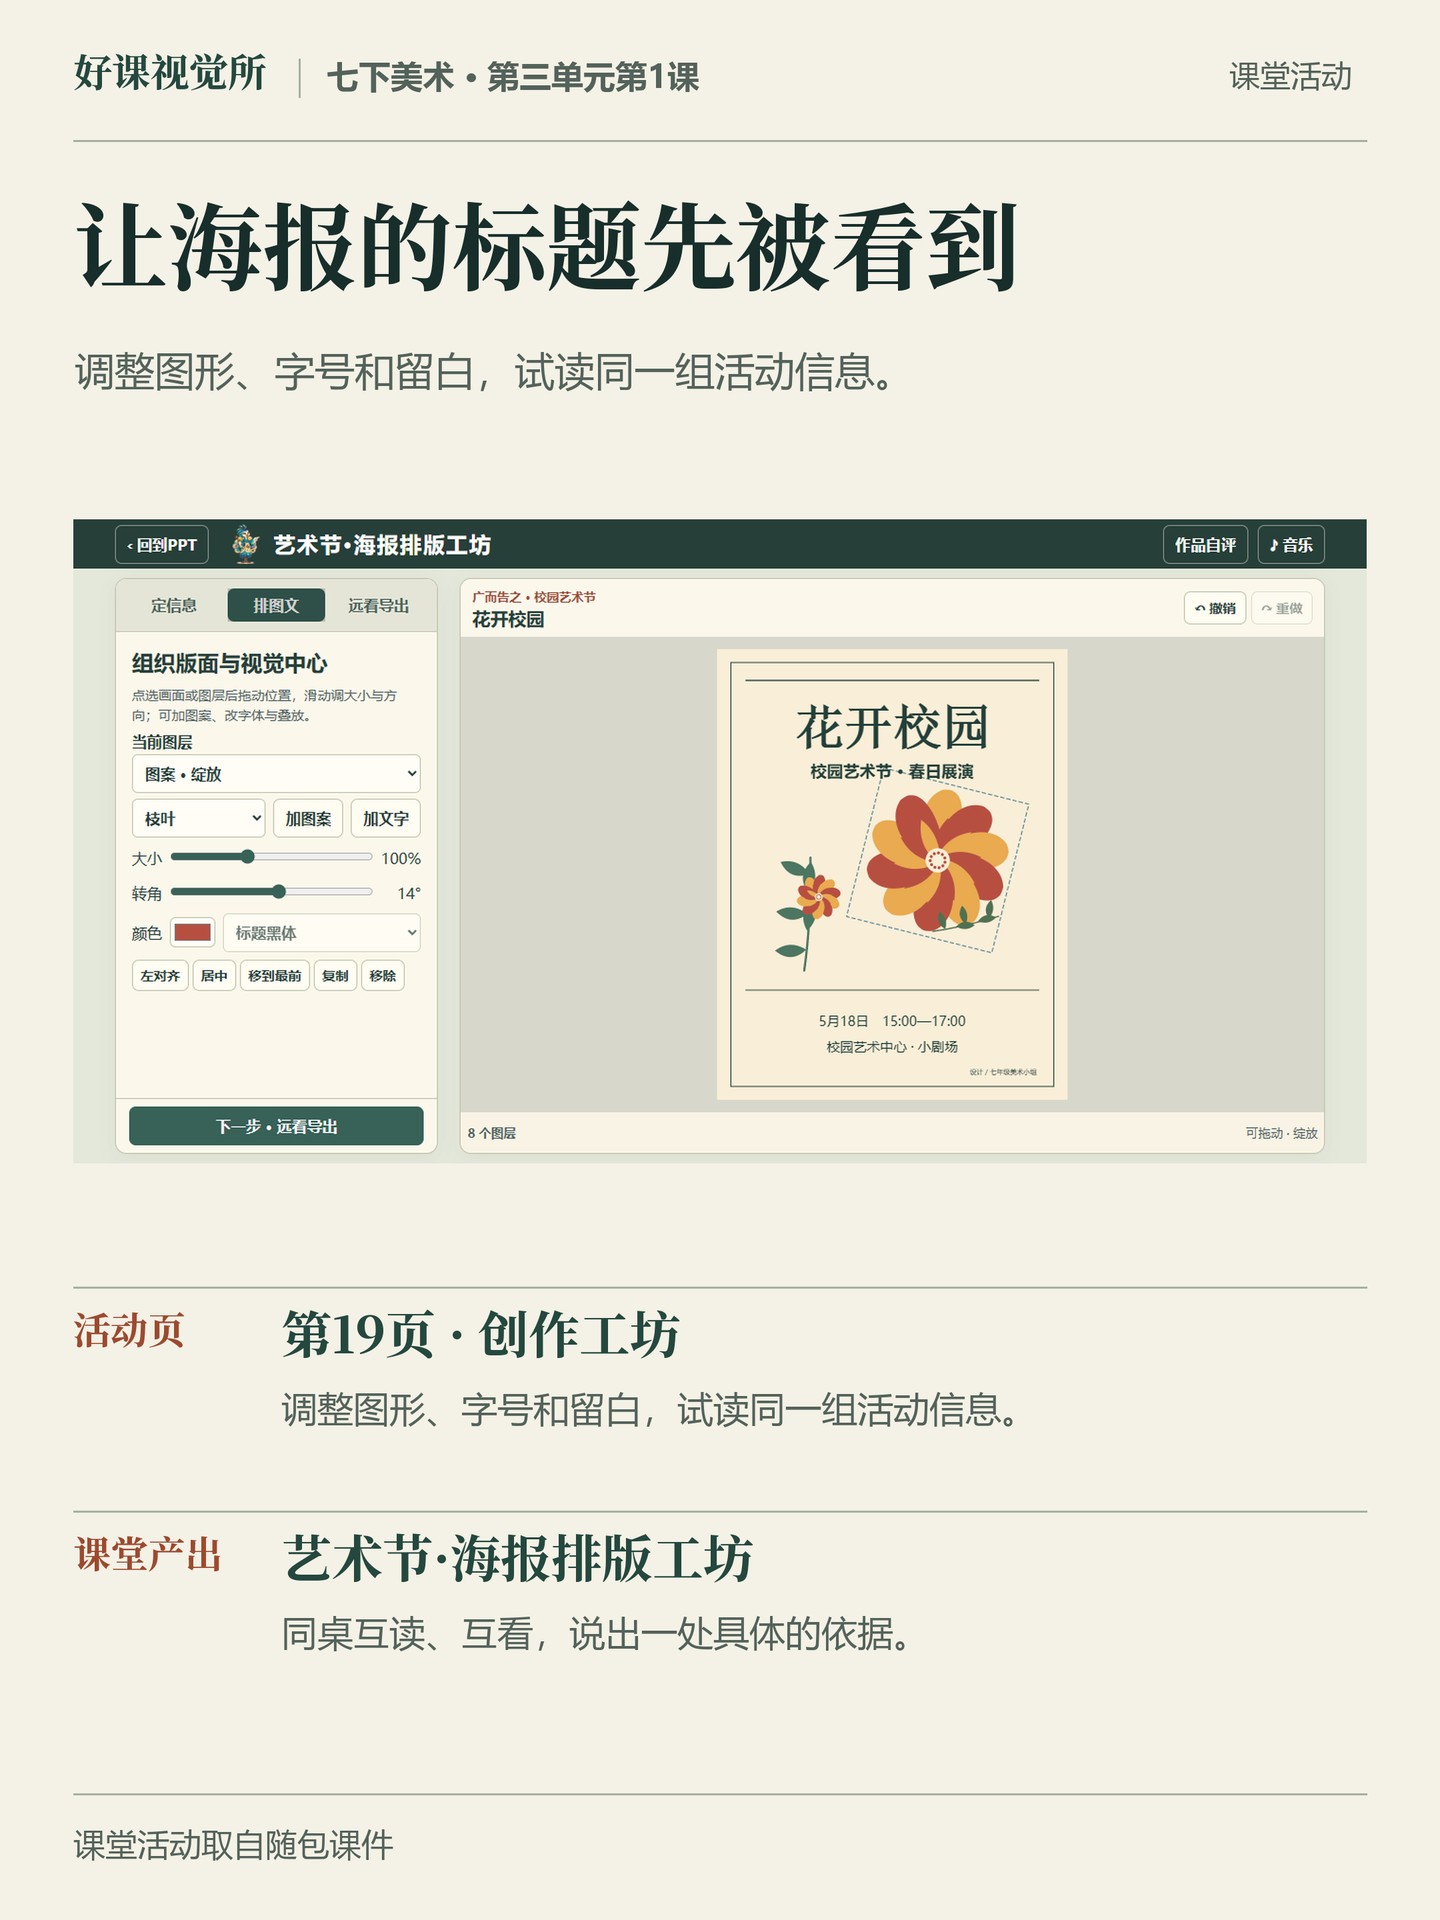 好课视觉所
七下美术·第三单元第1课
课堂活动
让海报的标题先被看到
调整图形、字号和留白，试读同一组活动信息。
‹ 回到PPT
艺术节·海报排版工坊
作品自评
♪ 音乐
定信息
排图文
远看导出
组织版面与视觉中心
点选画面或图层后拖动位置，滑动调大小与方
向；可加图案、改字体与叠放。
当前图层
图案·绽放
枝叶
加图案
加文字
大小
100%
转角
14°
颜色
标题黑体
左对齐
居中
移到最前
复制
移除
下一步·远看导出
广而告之·校园艺术节
花开校园
↶ 撤销
↷ 重做
花开校园
校园艺术节·春日展演
5月18日 15:00—17:00
校园艺术中心·小剧场
设计 / 七年级美术小组
8 个图层
可拖动·绽放
活动页
第19页·创作工坊
调整图形、字号和留白，试读同一组活动信息。
课堂产出
艺术节·海报排版工坊
同桌互读、互看，说出一处具体的依据。
课堂活动取自随包课件